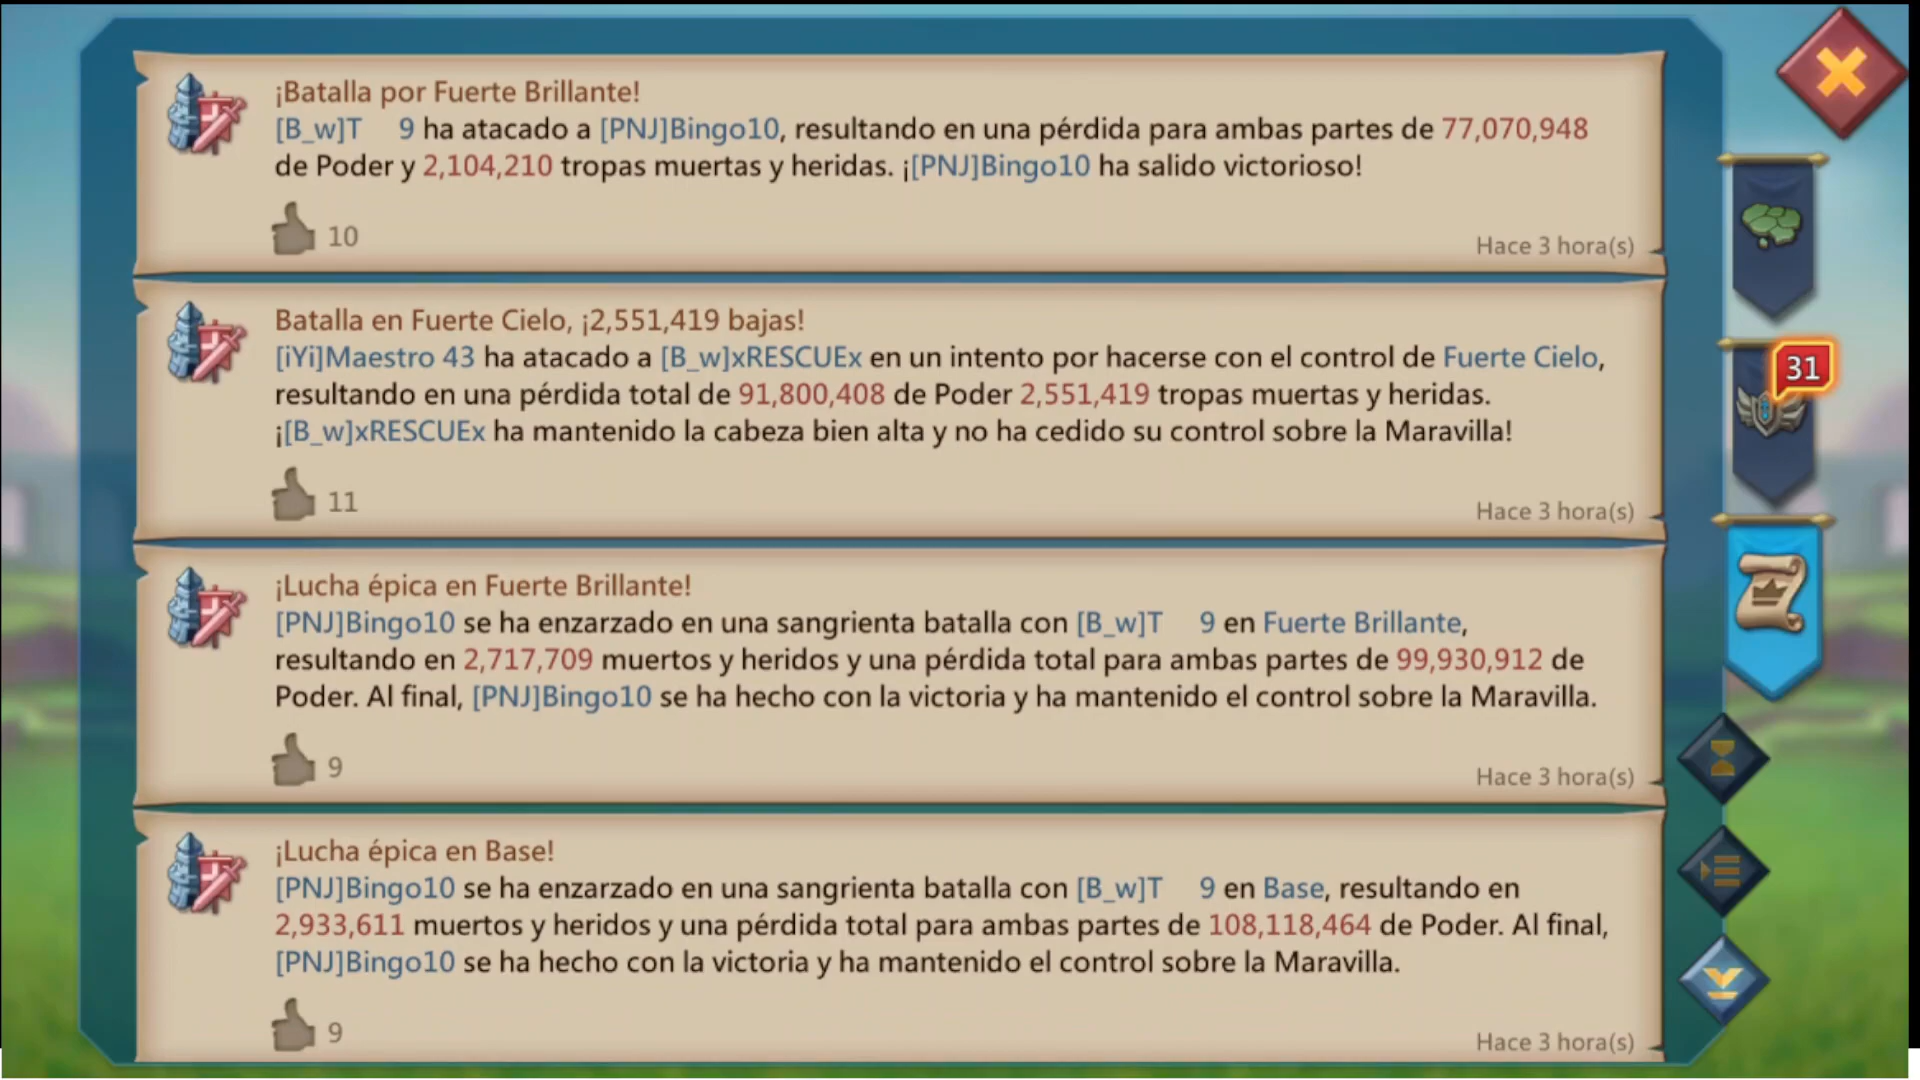 ¡Batalla por Fuerte Brillante!
[B_w]T 9 ha atacado a [PNJ]Bingo10, resultando en una pérdida para ambas partes de 77,070,948
de Poder y 2,104,210 tropas muertas y heridas. ¡[PNJ]Bingo10 ha salido victorioso!
10
Hace 3 hora(s)
Batalla en Fuerte Cielo, ¡2,551,419 bajas!
[iYi]Maestro 43 ha atacado a [B_w]xRESCUEx en un intento por hacerse con el control de Fuerte Cielo,
resultando en una pérdida total de 91,800,408 de Poder 2,551,419 tropas muertas y heridas.
¡[B_w]xRESCUEx ha mantenido la cabeza bien alta y no ha cedido su control sobre la Maravilla!
11
Hace 3 hora(s)
31
¡Lucha épica en Fuerte Brillante!
[PNJ]Bingo10 se ha enzarzado en una sangrienta batalla con [B_w]T 9 en Fuerte Brillante,
resultando en 2,717,709 muertos y heridos y una pérdida total para ambas partes de 99,930,912 de
Poder. Al final, [PNJ]Bingo10 se ha hecho con la victoria y ha mantenido el control sobre la Maravilla.
9
Hace 3 hora(s)
¡Lucha épica en Base!
[PNJ]Bingo10 se ha enzarzado en una sangrienta batalla con [B_w]T 9 en Base, resultando en
2,933,611 muertos y heridos y una pérdida total para ambas partes de 108,118,464 de Poder. Al final,
[PNJ]Bingo10 se ha hecho con la victoria y ha mantenido el control sobre la Maravilla.
9
Hace 3 hora(s)